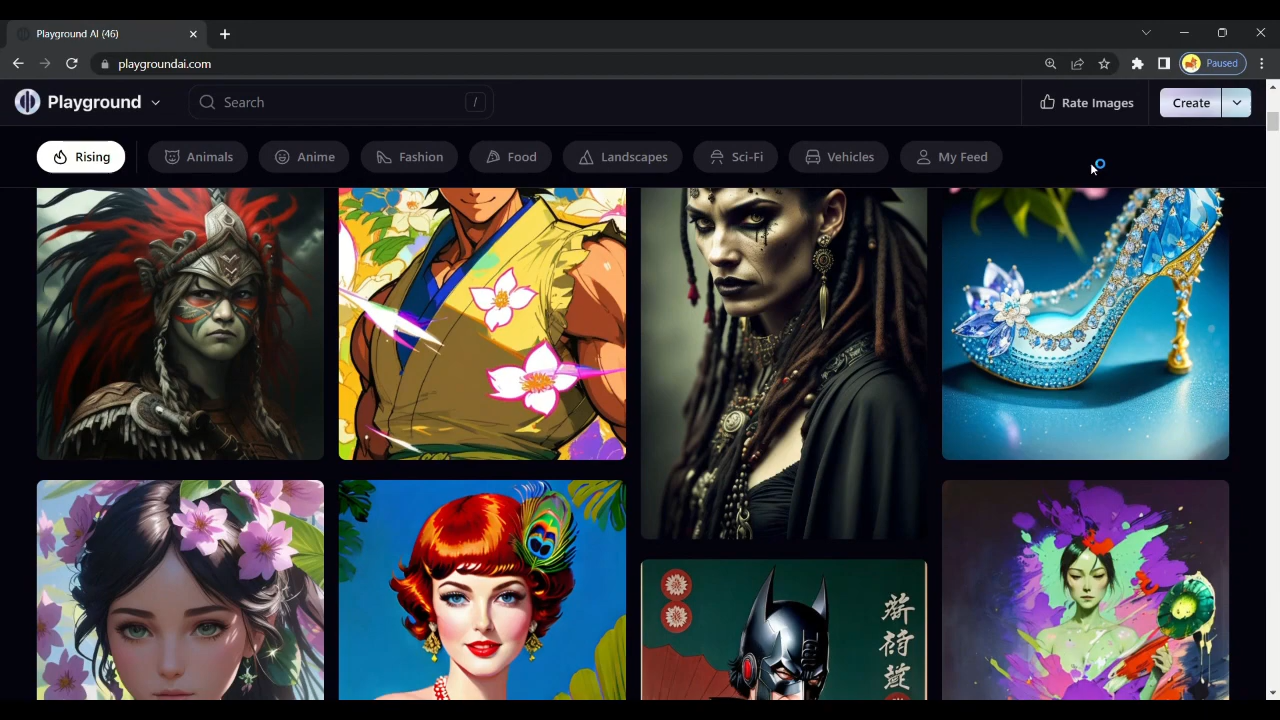 Playground AI (46)
playgroundai.com
Paused
Playground
Search
/
Rate Images
Create
Rising
Animals
Anime
Fashion
Food
Landscapes
Sci-Fi
Vehicles
My Feed